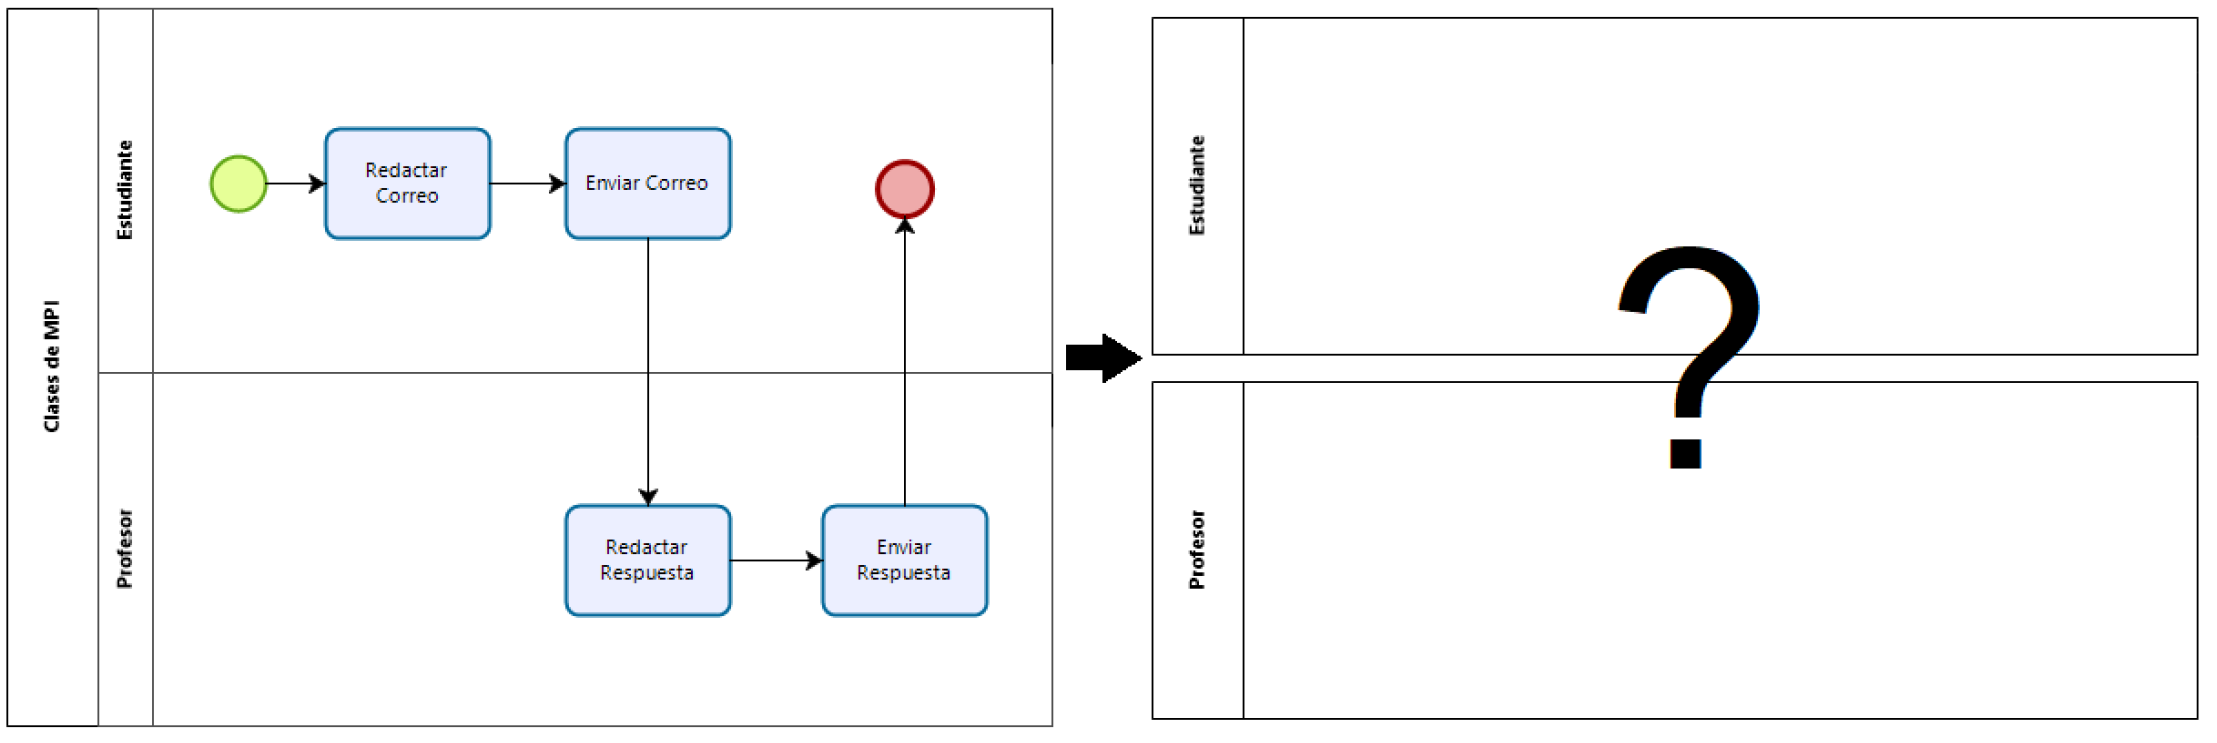 Clases de MPI
Estudiante
Redactar
Correo
Enviar Correo
Profesor
Redactar
Respuesta
Enviar
Respuesta
Estudiante
Profesor
?